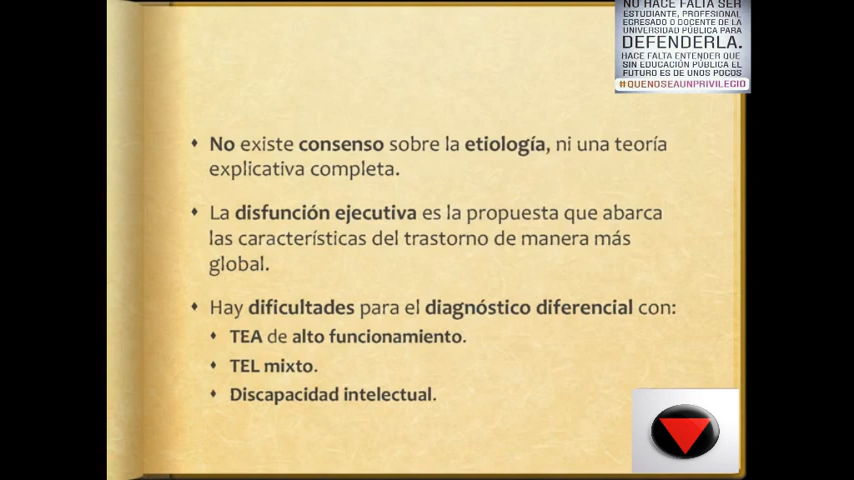 NO HACE FALTA SER
ESTUDIANTE, PROFESIONAL
EGRESADO O DOCENTE DE LA
UNIVERSIDAD PÚBLICA PARA
DEFENDERLA.
HACE FALTA ENTENDER QUE
SIN EDUCACIÓN PÚBLICA EL
FUTURO ES DE UNOS POCOS
#QUENOSEAUNPRIVILEGIO
No existe consenso sobre la etiología, ni una teoría
explicativa completa.
La disfunción ejecutiva es la propuesta que abarca
las características del trastorno de manera más
global.
Hay dificultades para el diagnóstico diferencial con:
TEA de alto funcionamiento.
TEL mixto.
Discapacidad intelectual.